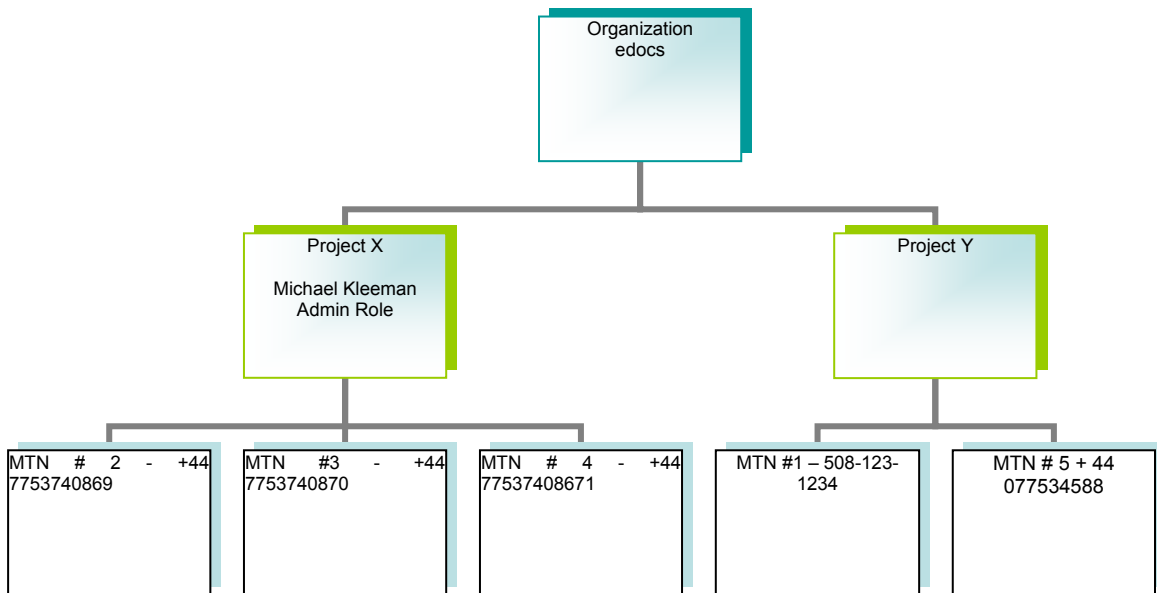 Organization
edocs
Project X
Michael Kleeman
Admin Role
Project Y
MTN # 2 - +44
7753740869
MTN #3 - +44
7753740870
MTN # 4 - +44
77537408671
MTN #1 – 508-123-
1234
MTN # 5 + 44
077534588